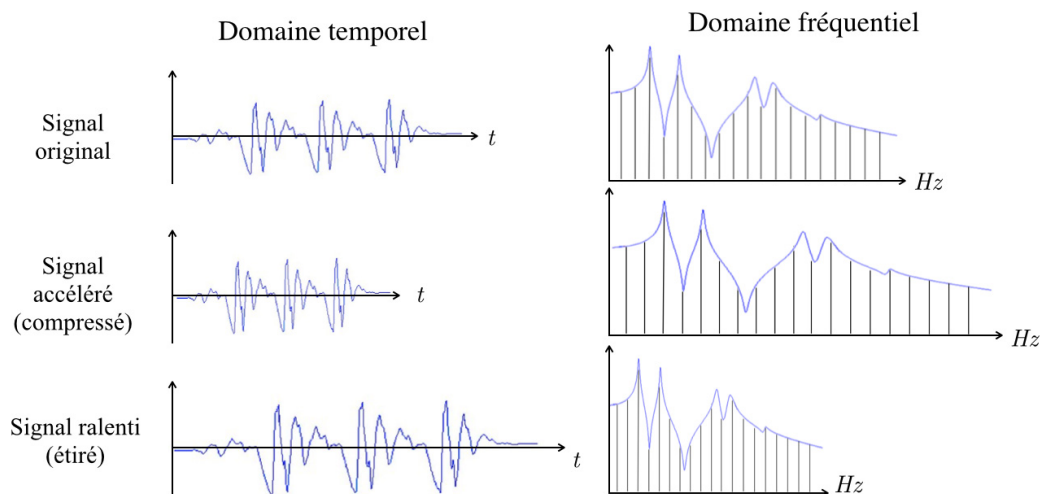 Domaine temporel
Domaine fréquentiel
Signal
original
t
Hz
Signal
accéléré
(compressé)
t
Hz
Signal ralenti
(étiré)
t
Hz